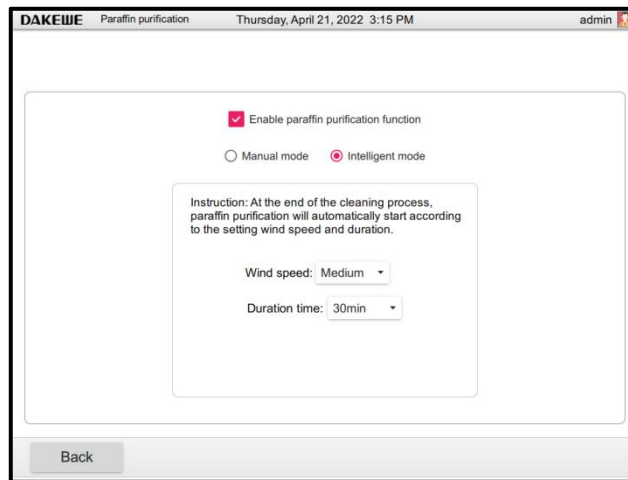 DAKEWE Paraffin purification Thursday, April 21, 2022 3:15 PM admin
Enable paraffin purification function
Manual mode Intelligent mode
Instruction: At the end of the cleaning process,
paraffin purification will automatically start according
to the setting wind speed and duration.
Wind speed: Medium
Duration time: 30min
Back